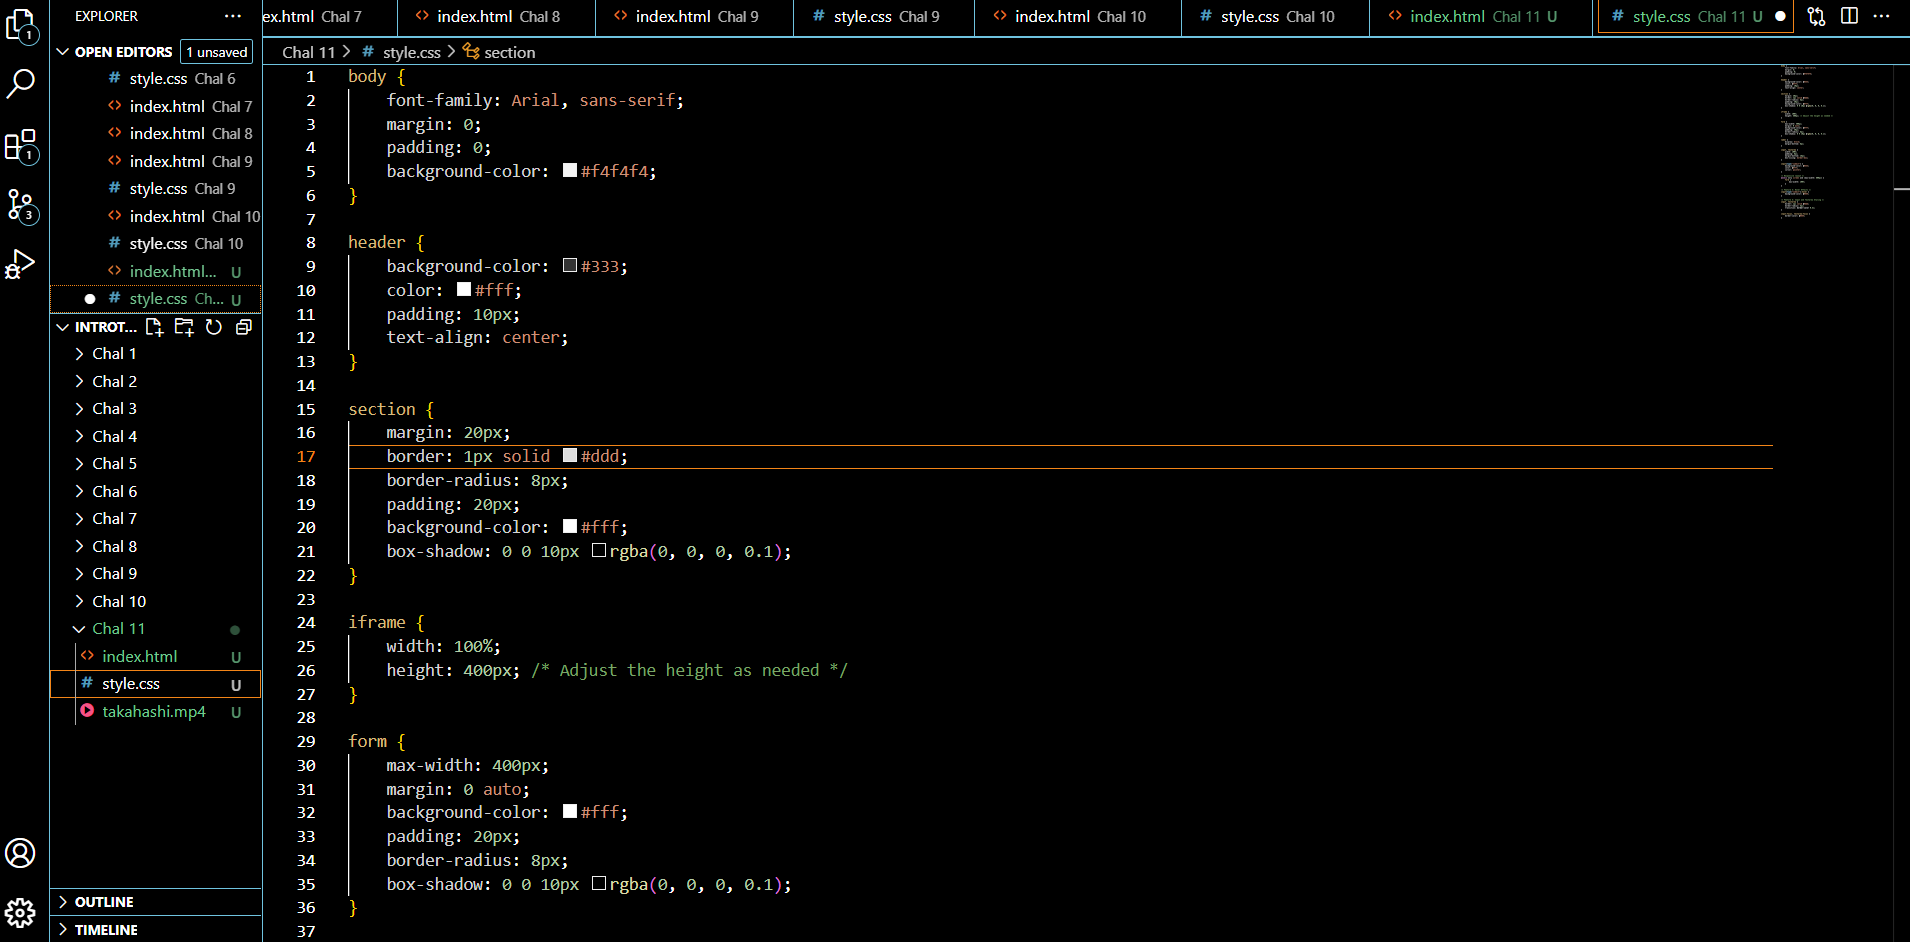 EXPLORER
OPEN EDITORS 1 unsaved
# style.css Chal 6
<> index.html Chal 7
<> index.html Chal 8
<> index.html Chal 9
# style.css Chal 9
<> index.html Chal 10
# style.css Chal 10
<> index.html... U
# style.css Ch... U
INTROT...
Chal 1
Chal 2
Chal 3
Chal 4
Chal 5
Chal 6
Chal 7
Chal 8
Chal 9
Chal 10
Chal 11
<> index.html U
# style.css U
takahashi.mp4 U
OUTLINE
TIMELINE
1
1
3
ex.html Chal 7 <> index.html Chal 8 <> index.html Chal 9 # style.css Chal 9 <> index.html Chal 10 # style.css Chal 10 <> index.html Chal 11 U # style.css Chal 11 U
Chal 11 > # style.css > section
1 body {
2 font-family: Arial, sans-serif;
3 margin: 0;
4 padding: 0;
5 background-color: #f4f4f4;
6 }
7
8 header {
9 background-color: #333;
10 color: #fff;
11 padding: 10px;
12 text-align: center;
13 }
14
15 section {
16 margin: 20px;
17 border: 1px solid #ddd;
18 border-radius: 8px;
19 padding: 20px;
20 background-color: #fff;
21 box-shadow: 0 0 10px rgba(0, 0, 0, 0.1);
22 }
23
24 iframe {
25 width: 100%;
26 height: 400px; /* Adjust the height as needed */
27 }
28
29 form {
30 max-width: 400px;
31 margin: 0 auto;
32 background-color: #fff;
33 padding: 20px;
34 border-radius: 8px;
35 box-shadow: 0 0 10px rgba(0, 0, 0, 0.1);
36 }
37